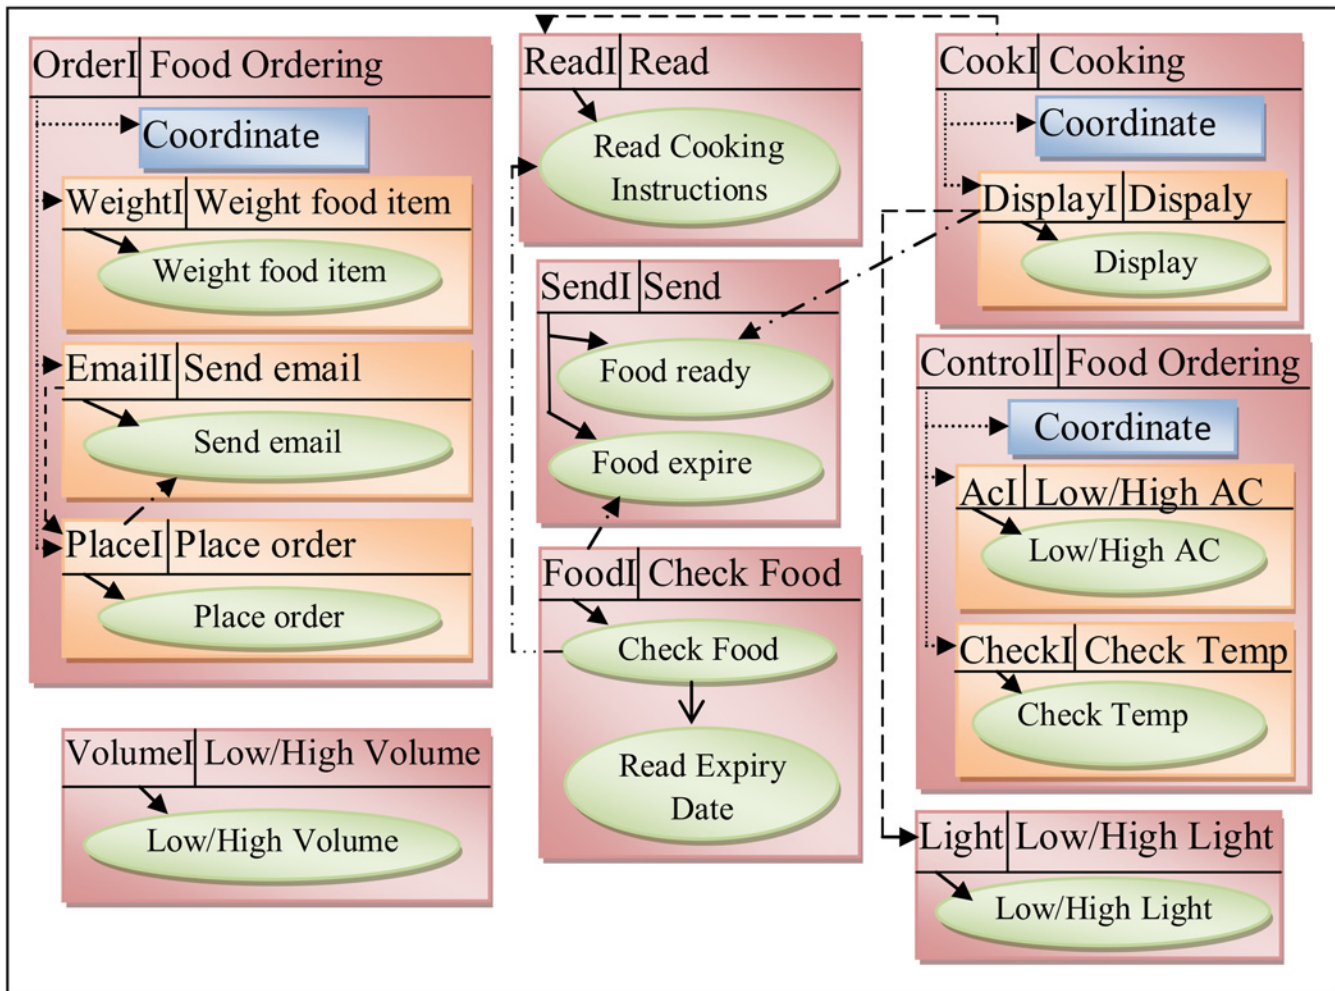 OrderI Food Ordering
Coordinate
WeightI Weight food item
Weight food item
EmailI Send email
Send email
PlaceI Place order
Place order
VolumeI Low/High Volume
Low/High Volume
ReadI Read
Read Cooking
Instructions
SendI Send
Food ready
Food expire
FoodI Check Food
Check Food
Read Expiry
Date
CookI Cooking
Coordinate
DisplayI Dispaly
Display
ControlI Food Ordering
Coordinate
AcI Low/High AC
Low/High AC
CheckI Check Temp
Check Temp
Light Low/High Light
Low/High Light